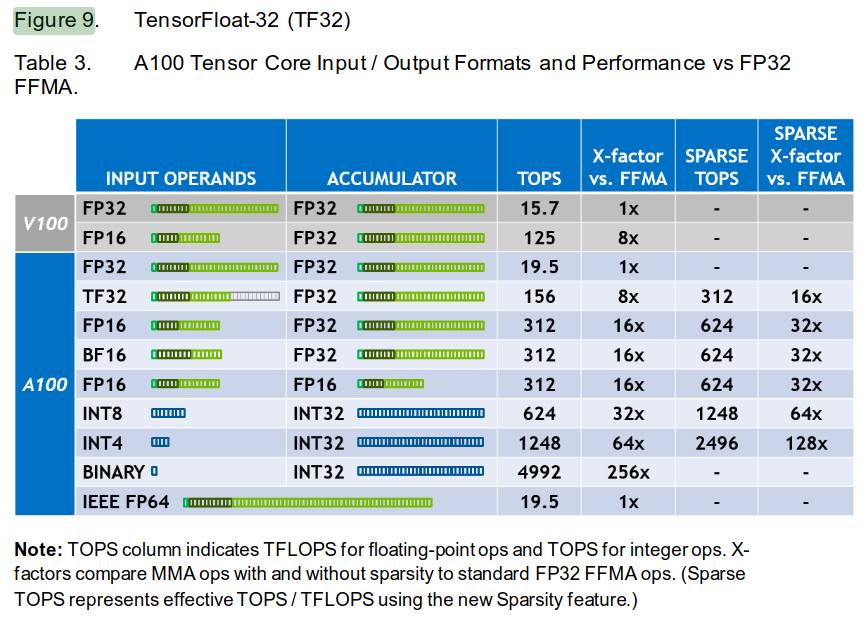 Figure 9. TensorFloat-32 (TF32)
Table 3. A100 Tensor Core Input / Output Formats and Performance vs FP32
FFMA.
INPUT OPERANDS ACCUMULATOR TOPS X-factor vs. FFMA SPARSE TOPS SPARSE X-factor vs. FFMA
V100
FP32 FP32 15.7 1x - -
FP16 FP32 125 8x - -
A100
FP32 FP32 19.5 1x - -
TF32 FP32 156 8x 312 16x
FP16 FP32 312 16x 624 32x
BF16 FP32 312 16x 624 32x
FP16 FP16 312 16x 624 32x
INT8 INT32 624 32x 1248 64x
INT4 INT32 1248 64x 2496 128x
BINARY INT32 4992 256x - -
IEEE FP64 19.5 1x - -
Note: TOPS column indicates TFLOPS for floating-point ops and TOPS for integer ops. X-
factors compare MMA ops with and without sparsity to standard FP32 FFMA ops. (Sparse
TOPS represents effective TOPS / TFLOPS using the new Sparsity feature.)